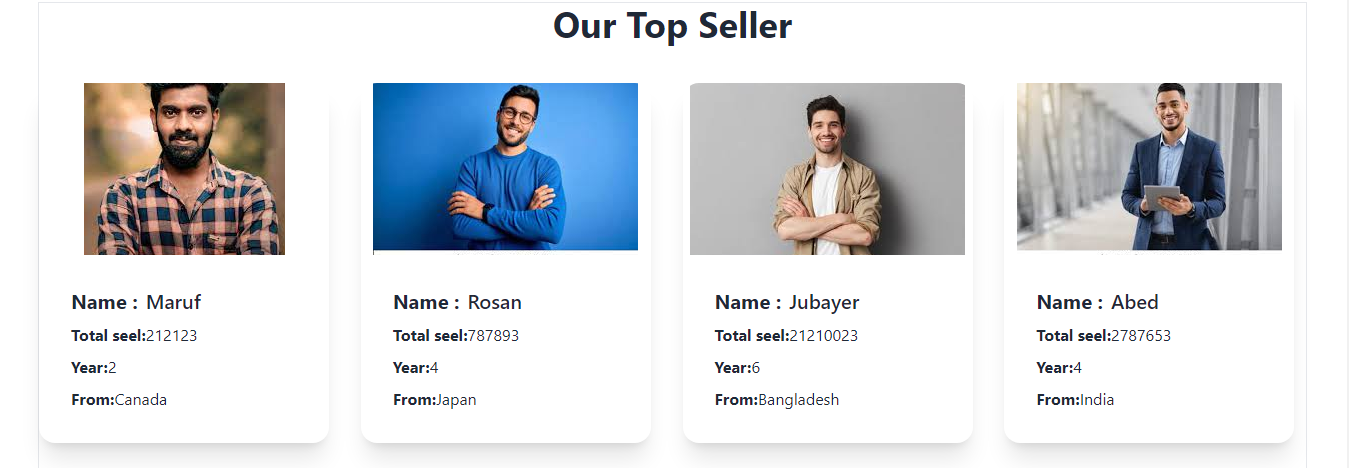 Our Top Seller
Name : Maruf
Total seel:212123
Year:2
From:Canada
Name : Rosan
Total seel:787893
Year:4
From:Japan
Name : Jubayer
Total seel:21210023
Year:6
From:Bangladesh
Name : Abed
Total seel:2787653
Year:4
From:India